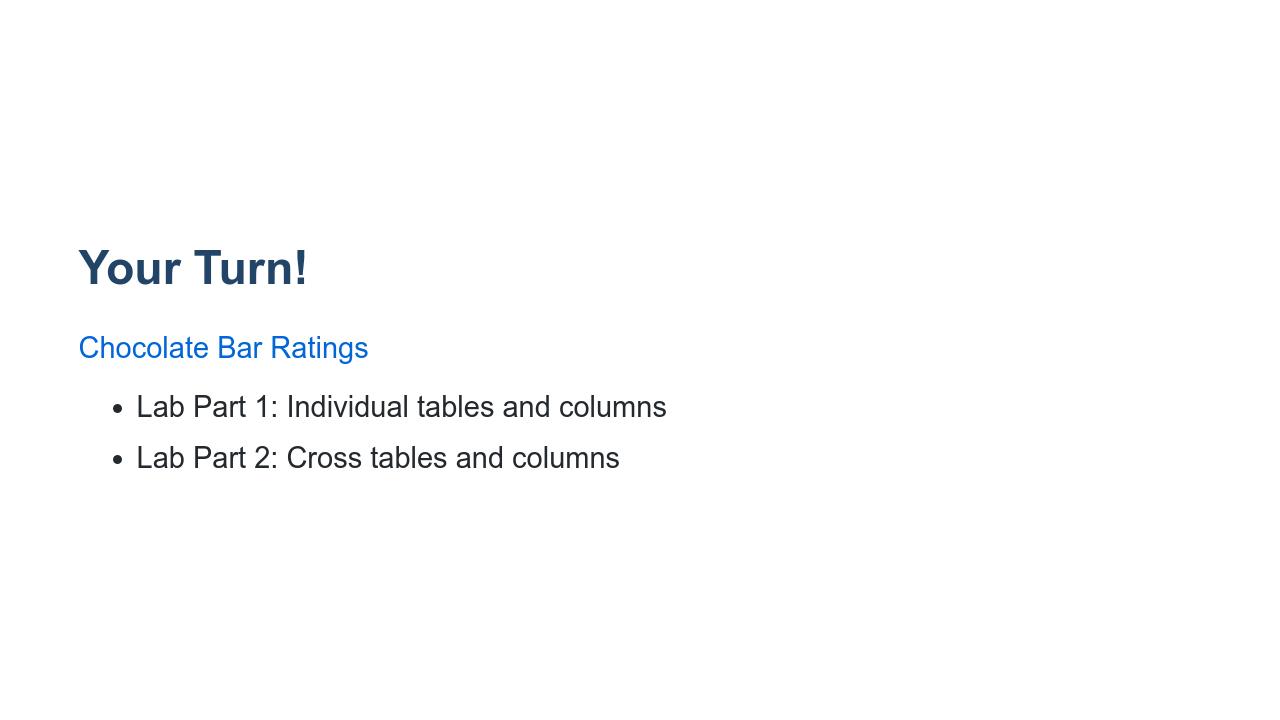 Your Turn!
Chocolate Bar Ratings
• Lab Part 1: Individual tables and columns
• Lab Part 2: Cross tables and columns